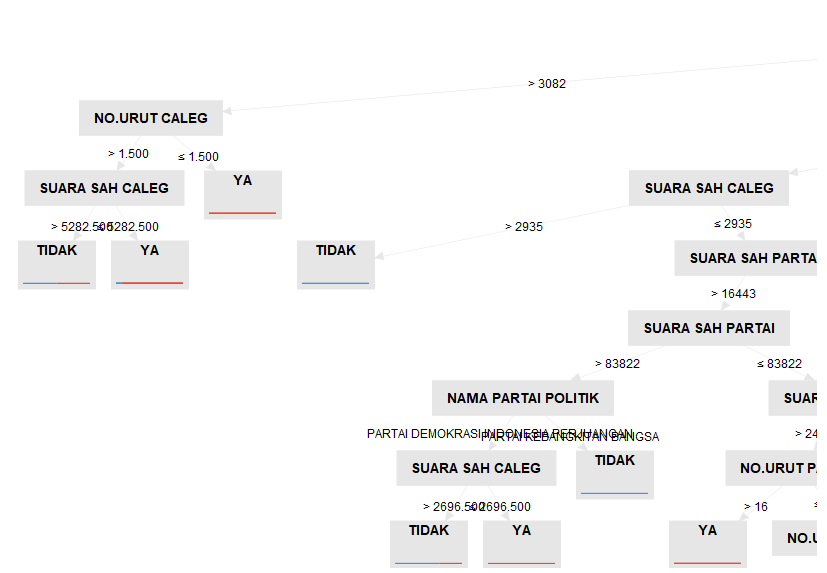 > 3082
NO.URUT CALEG
> 1.500
≤ 1.500
SUARA SAH CALEG
YA
SUARA SAH CALEG
> 5282.500
≤ 5282.500
> 2935
≤ 2935
TIDAK
YA
TIDAK
SUARA SAH PARTA
> 16443
SUARA SAH PARTAI
> 83822
≤ 83822
NAMA PARTAI POLITIK
SUAR
PARTAI DEMOKRASI INDONESIA PERJUANGAN
PARTAI KEBANGKITAN BANGSA
> 24
SUARA SAH CALEG
TIDAK
NO.URUT PA
> 2696.500
≤ 2696.500
> 16
≤
TIDAK
YA
YA
NO.U